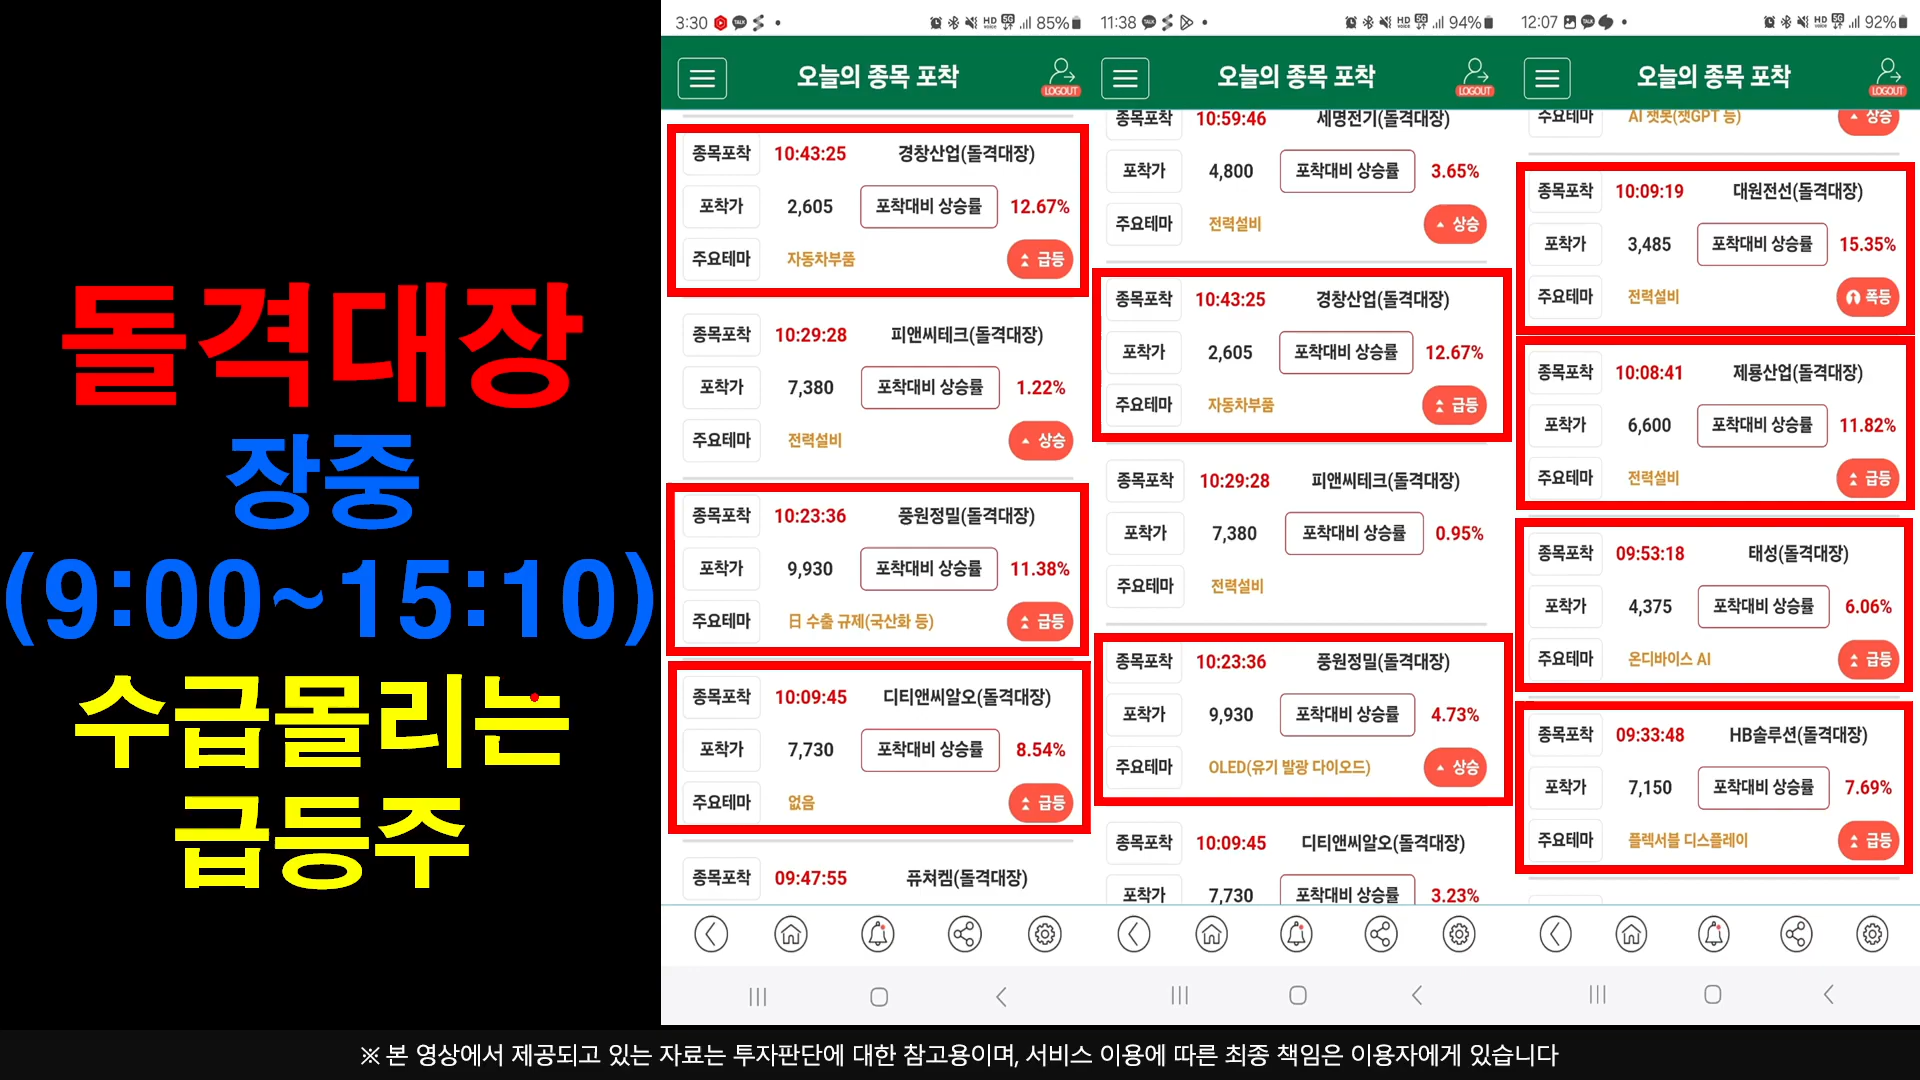 돌격대장
장중
(9:00~15:10)
수급몰리는
급등주
3:30
85%
오늘의 종목 포착
LOGOUT
종목포착 10:43:25 경창산업(돌격대장)
포착가 2,605 포착대비 상승률 12.67%
주요테마 자동차부품 급등
종목포착 10:29:28 피앤씨테크(돌격대장)
포착가 7,380 포착대비 상승률 1.22%
주요테마 전력설비 상승
종목포착 10:23:36 풍원정밀(돌격대장)
포착가 9,930 포착대비 상승률 11.38%
주요테마 日 수출 규제(국산화 등) 급등
종목포착 10:09:45 디티앤씨알오(돌격대장)
포착가 7,730 포착대비 상승률 8.54%
주요테마 없음 급등
종목포착 09:47:55 퓨쳐켐(돌격대장)
11:38
94%
오늘의 종목 포착
LOGOUT
종목포착 10:59:46 세명전기(돌격대장)
포착가 4,800 포착대비 상승률 3.65%
주요테마 전력설비 상승
종목포착 10:43:25 경창산업(돌격대장)
포착가 2,605 포착대비 상승률 12.67%
주요테마 자동차부품 급등
종목포착 10:29:28 피앤씨테크(돌격대장)
포착가 7,380 포착대비 상승률 0.95%
주요테마 전력설비
종목포착 10:23:36 풍원정밀(돌격대장)
포착가 9,930 포착대비 상승률 4.73%
주요테마 OLED(유기 발광 다이오드) 상승
종목포착 10:09:45 디티앤씨알오(돌격대장)
포착가 7,730 포착대비 상승률 3.23%
12:07
92%
오늘의 종목 포착
LOGOUT
주요테마 AI 챗봇(챗GPT 등) 상승
종목포착 10:09:19 대원전선(돌격대장)
포착가 3,485 포착대비 상승률 15.35%
주요테마 전력설비 폭등
종목포착 10:08:41 제룡산업(돌격대장)
포착가 6,600 포착대비 상승률 11.82%
주요테마 전력설비 급등
종목포착 09:53:18 태성(돌격대장)
포착가 4,375 포착대비 상승률 6.06%
주요테마 온디바이스 AI 급등
종목포착 09:33:48 HB솔루션(돌격대장)
포착가 7,150 포착대비 상승률 7.69%
주요테마 플렉서블 디스플레이 급등
※ 본 영상에서 제공되고 있는 자료는 투자판단에 대한 참고용이며, 서비스 이용에 따른 최종 책임은 이용자에게 있습니다